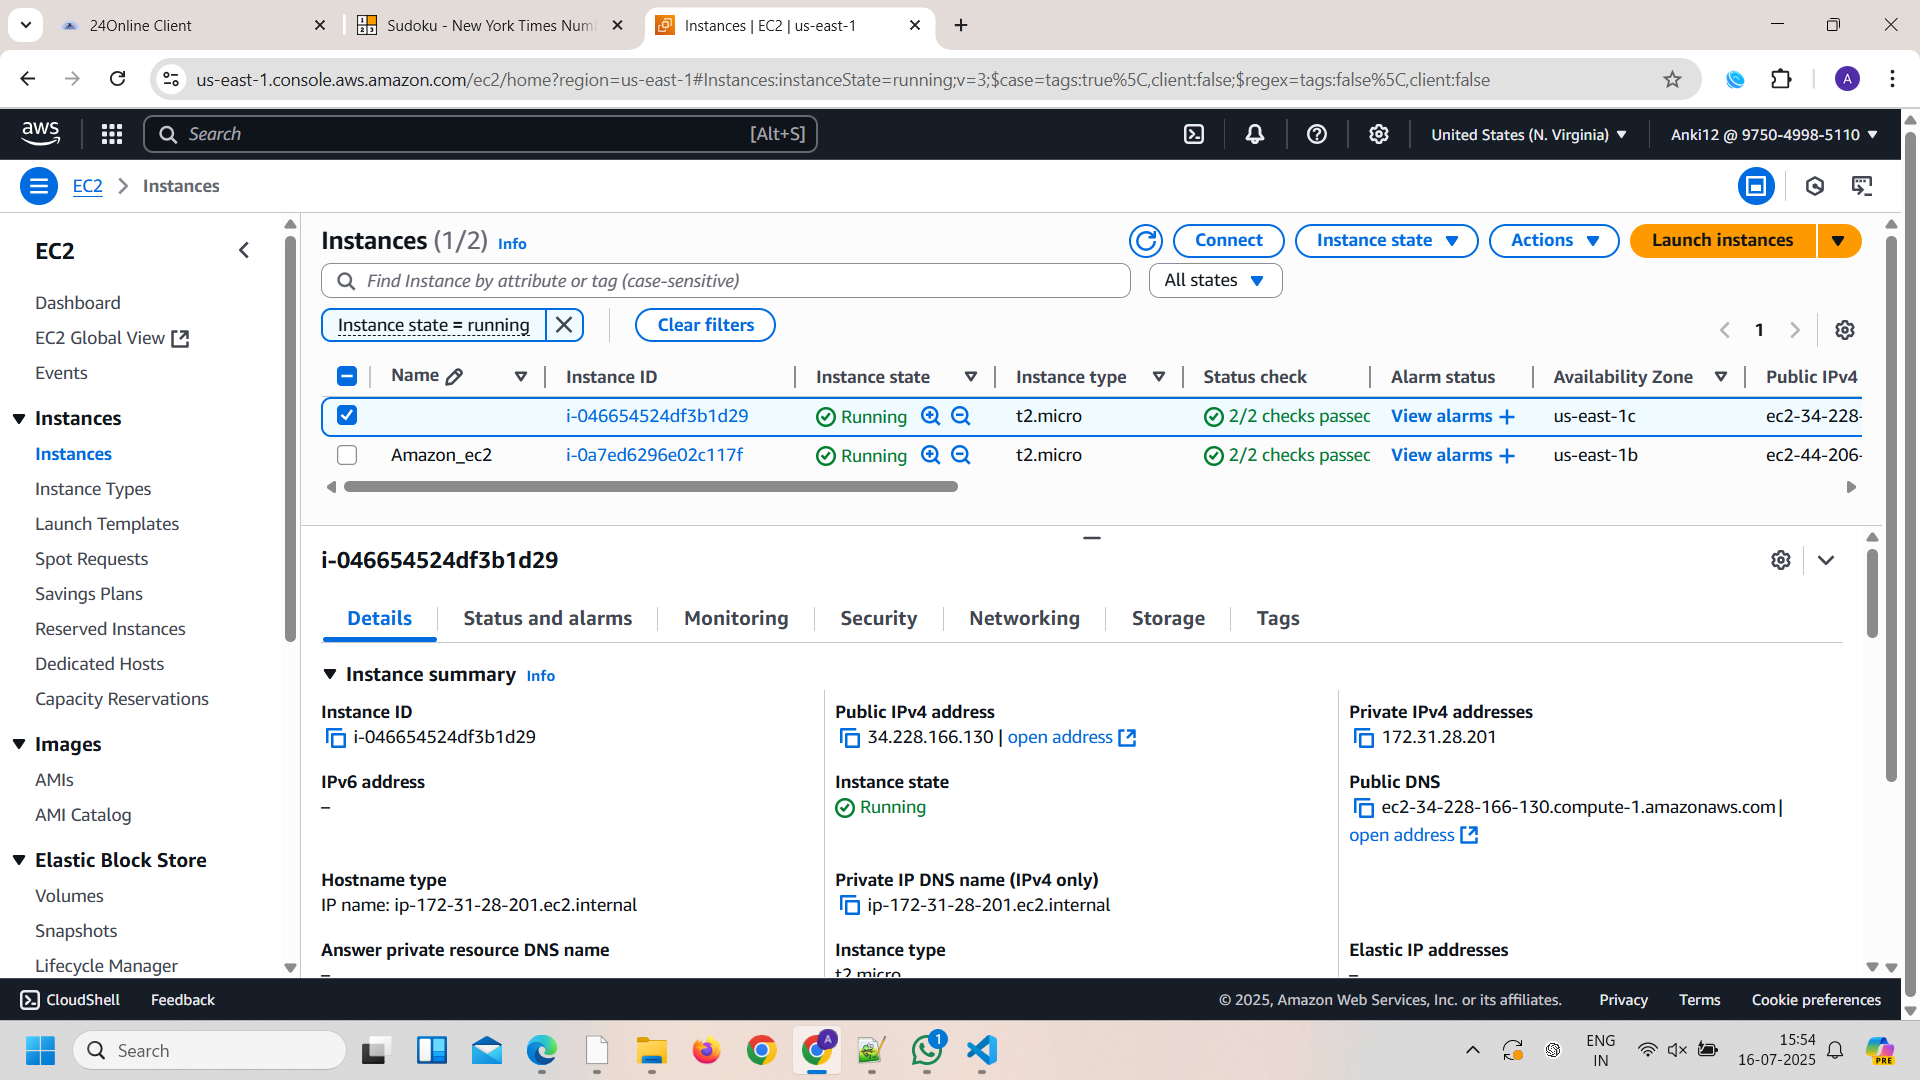 24Online Client
Sudoku - New York Times Num
Instances | EC2 | us-east-1
us-east-1.console.aws.amazon.com/ec2/home?region=us-east-1#Instances:instanceState=running;v=3;$case=tags:true%5C,client:false;$regex=tags:false%5C,client:false
A
aws
Search [Alt+S]
United States (N. Virginia)
Anki12 @ 9750-4998-5110
EC2 Instances
EC2
Dashboard
EC2 Global View
Events
Instances
Instances
Instance Types
Launch Templates
Spot Requests
Savings Plans
Reserved Instances
Dedicated Hosts
Capacity Reservations
Images
AMIs
AMI Catalog
Elastic Block Store
Volumes
Snapshots
Lifecycle Manager
Instances (1/2) Info
Connect
Instance state
Actions
Launch instances
Find Instance by attribute or tag (case-sensitive)
All states
Instance state = running
Clear filters
1
Name Instance ID Instance state Instance type Status check Alarm status Availability Zone Public IPv4
i-046654524df3b1d29 Running t2.micro 2/2 checks passed View alarms + us-east-1c ec2-34-228-
Amazon_ec2 i-0a7ed6296e02c117f Running t2.micro 2/2 checks passed View alarms + us-east-1b ec2-44-206-
i-046654524df3b1d29
Details Status and alarms Monitoring Security Networking Storage Tags
Instance summary Info
Instance ID
i-046654524df3b1d29
Public IPv4 address
34.228.166.130 | open address
Private IPv4 addresses
172.31.28.201
IPv6 address
–
Instance state
Running
Public DNS
ec2-34-228-166-130.compute-1.amazonaws.com |
open address
Hostname type
IP name: ip-172-31-28-201.ec2.internal
Private IP DNS name (IPv4 only)
ip-172-31-28-201.ec2.internal
Answer private resource DNS name
–
Instance type
t2.micro
Elastic IP addresses
–
CloudShell Feedback
© 2025, Amazon Web Services, Inc. or its affiliates. Privacy Terms Cookie preferences
Search
A
1
ENG
IN
15:54
16-07-2025
PRE